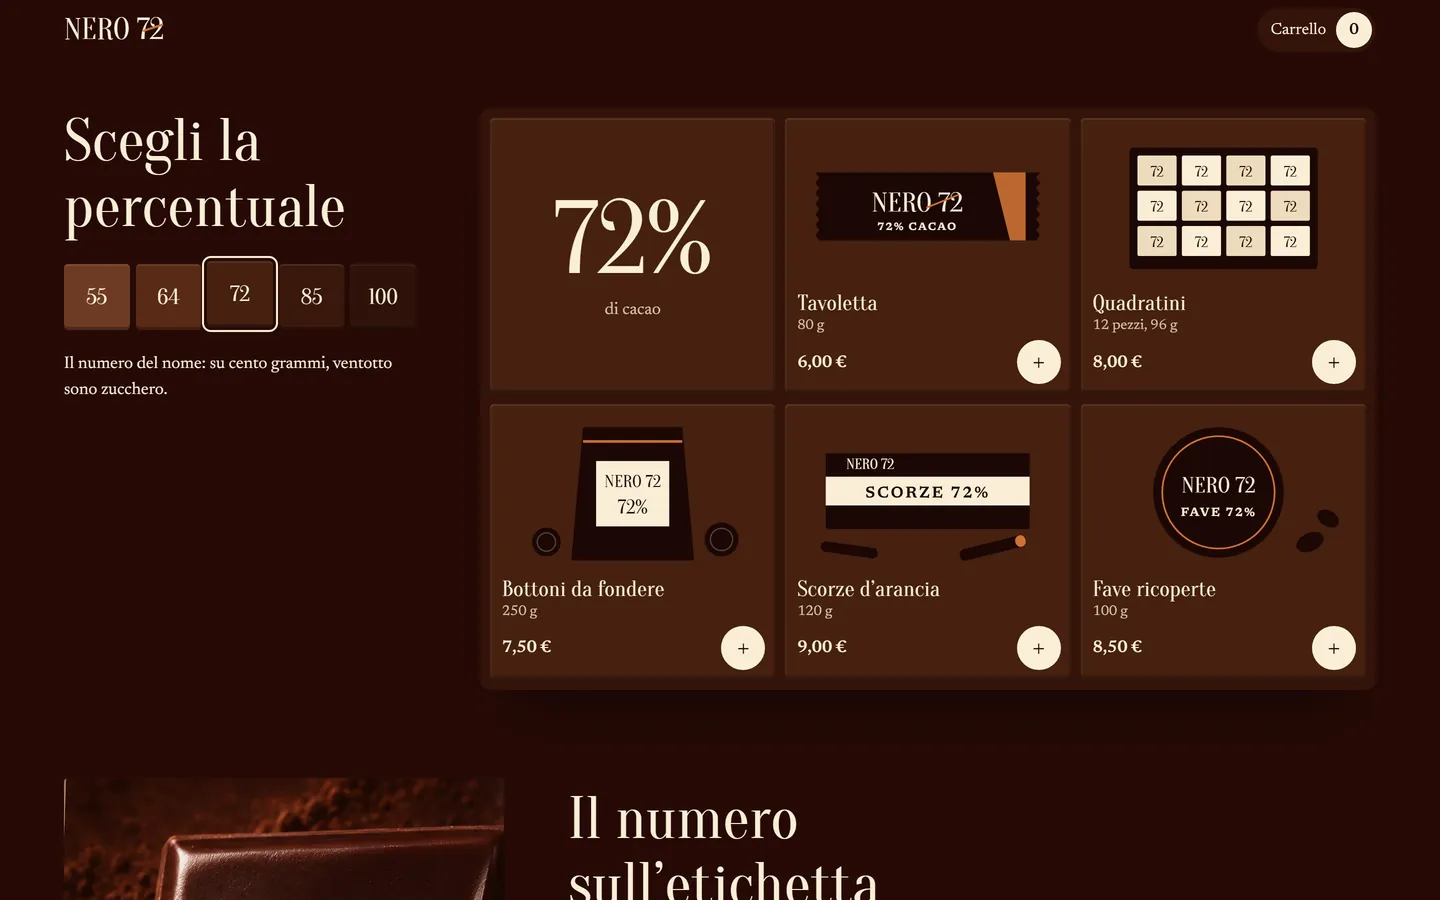 NERO 72
Carrello 0
Scegli la
percentuale
55 64 72 85 100
Il numero del nome: su cento grammi, ventotto
sono zucchero.
72%
di cacao
NERO 72
72% CACAO
Tavoletta
80 g
6,00 €
+
72 72 72 72
72 72 72 72
72 72 72 72
Quadratini
12 pezzi, 96 g
8,00 €
+
NERO 72
72%
Bottoni da fondere
250 g
7,50 €
+
NERO 72
SCORZE 72%
Scorze d’arancia
120 g
9,00 €
+
NERO 72
FAVE 72%
Fave ricoperte
100 g
8,50 €
+
Il numero
sull’etichetta